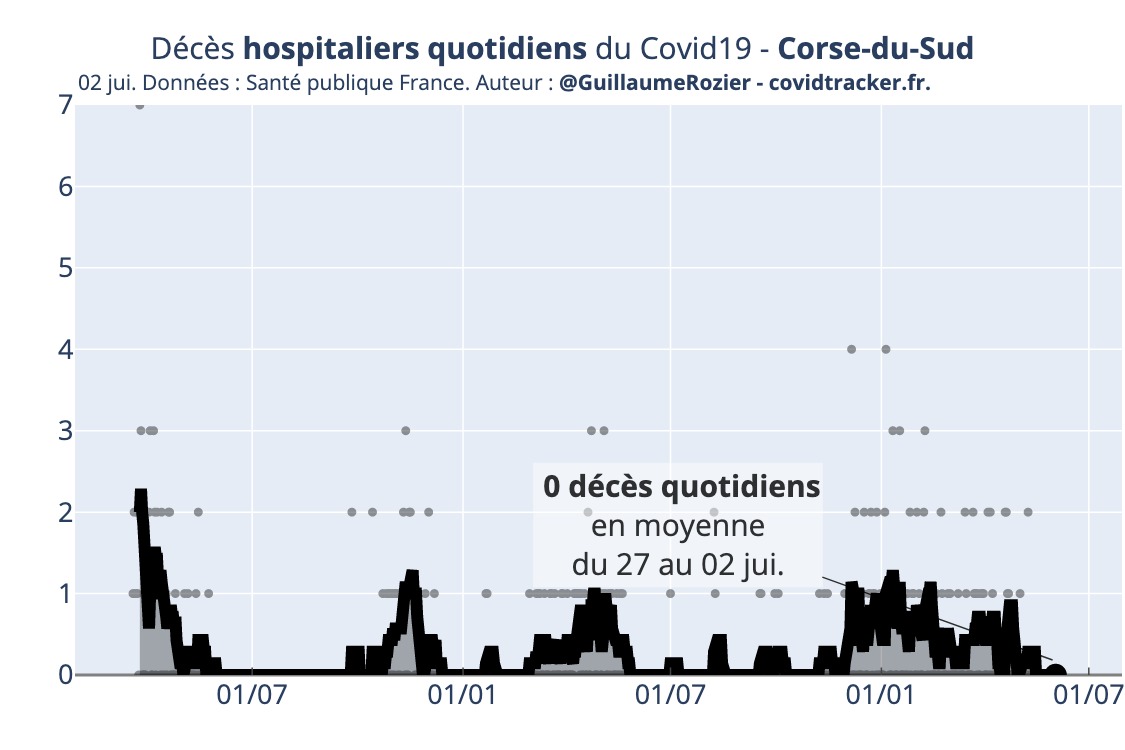 Décès hospitaliers quotidiens du Covid19 - Corse-du-Sud
02 jui. Données : Santé publique France. Auteur : @GuillaumeRozier - covidtracker.fr.
7
6
5
4
3
2
1
0
0 décès quotidiens
en moyenne
du 27 au 02 jui.
01/07 01/01 01/07 01/01 01/07